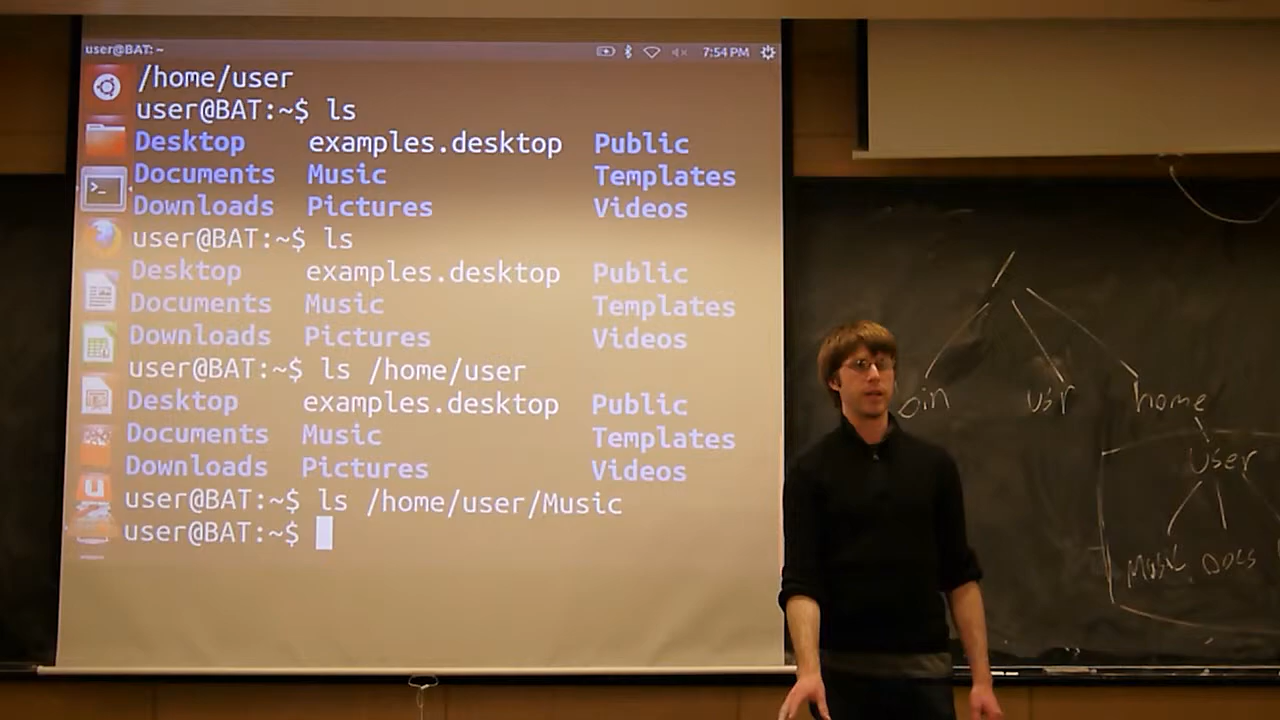 user@BAT: ~ 7:54 PM
/home/user
user@BAT:~$ ls
Desktop examples.desktop Public
Documents Music Templates
Downloads Pictures Videos
user@BAT:~$ ls
Desktop examples.desktop Public
Documents Music Templates
Downloads Pictures Videos
user@BAT:~$ ls /home/user
Desktop examples.desktop Public
Documents Music Templates
Downloads Pictures Videos
user@BAT:~$ ls /home/user/Music
user@BAT:~$
/
bin usr home
user
Music Docs